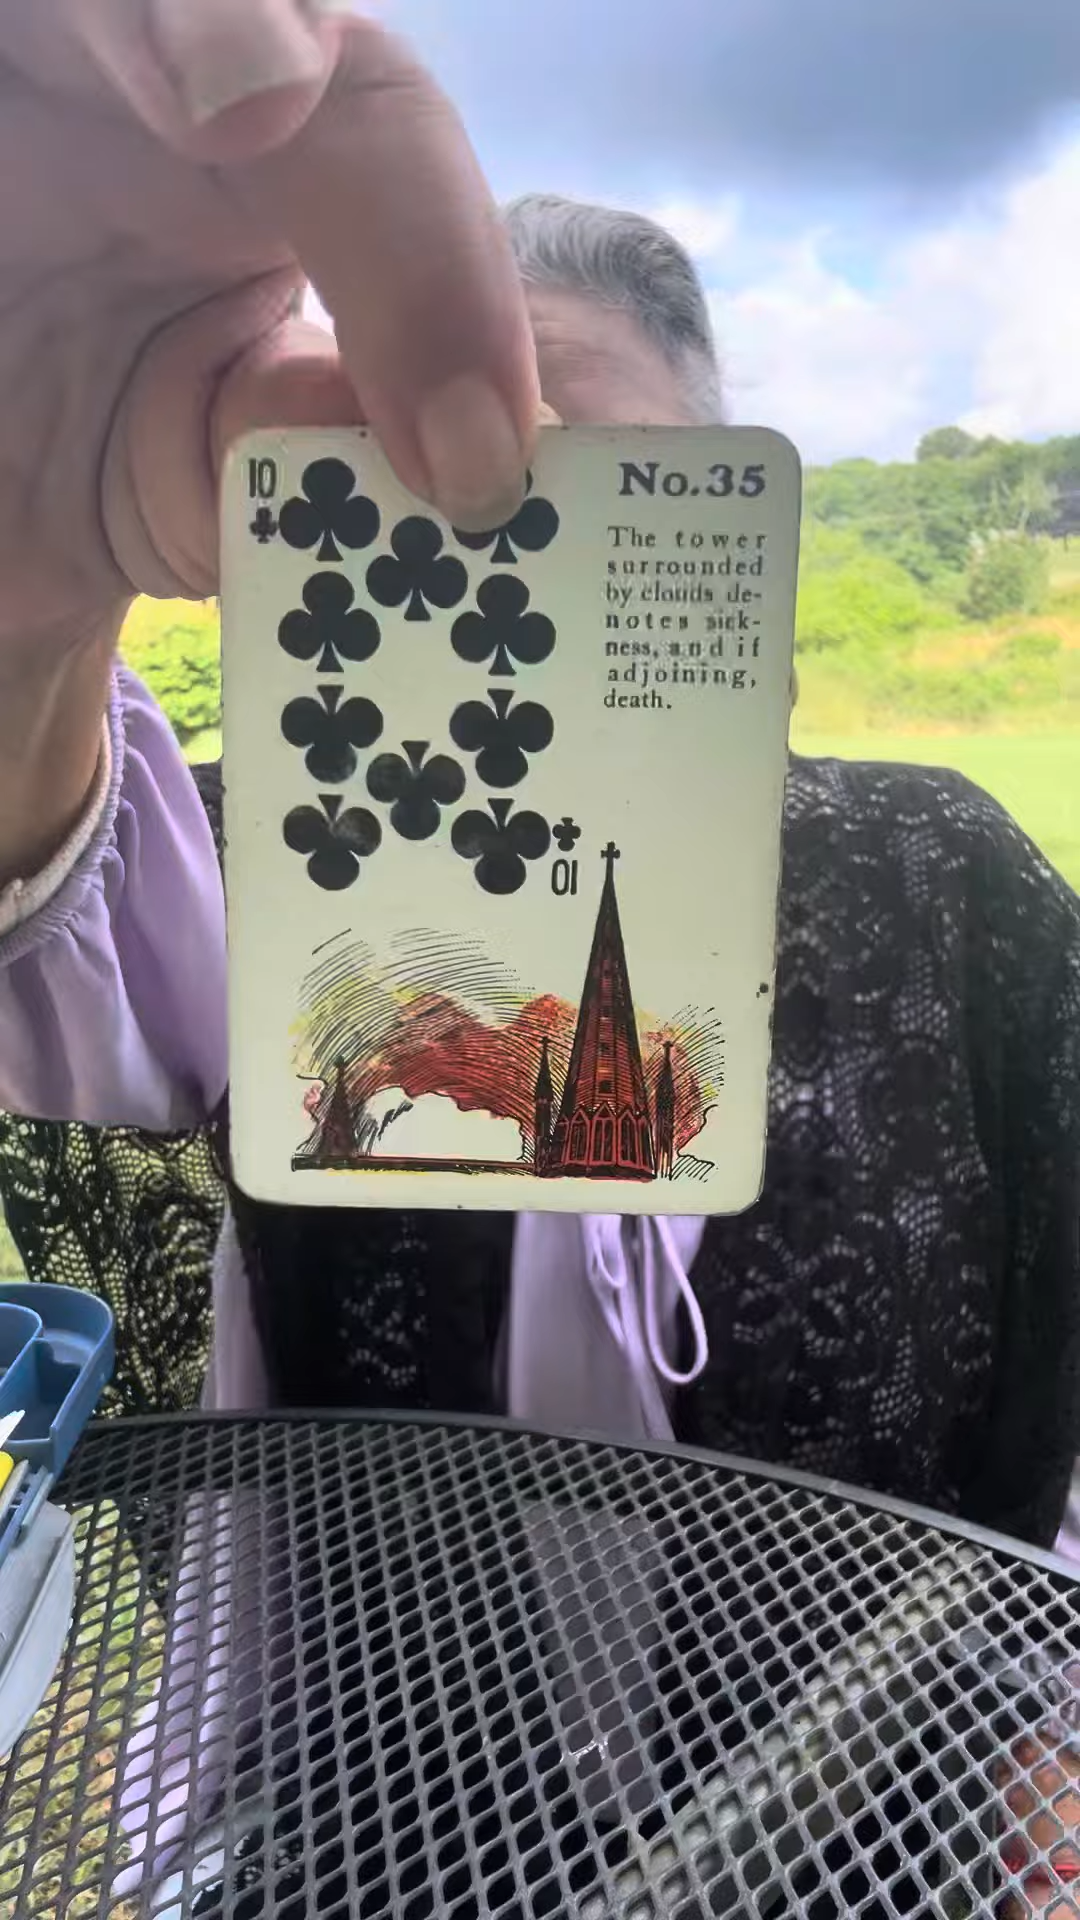 10
No.35
The tower
surrounded
by clouds de-
notes sick-
ness, and if
adjoining,
death.
10